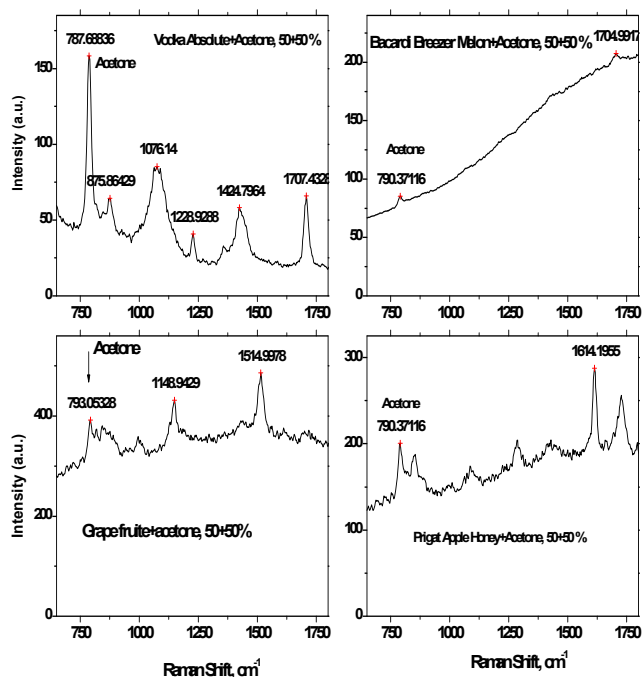 787.68836
Vodka Absolute+Acetone, 50+50%
Acetone
1076.14
875.86429
1707.4328
1424.7964
1228.9288
150
100
50
0
Intensity (a.u.)
750 1000 1250 1500 1750
Bacardi Breezer Malon+Acetone, 50+50%
1704.9917
200
150
100
50
0
Acetone
790.37116
750 1000 1250 1500 1750
Acetone
1514.9978
1148.9429
793.05328
400
200
0
Intensity (a.u.)
Grape fruite+acetone, 50+50%
750 1000 1250 1500 1750
Raman Shift, cm-1
1614.1955
300
200
100
0
Acetone
790.37116
Prigat Apple Honey+Acetone, 50+50%
750 1000 1250 1500 1750
Raman Shift, cm-1